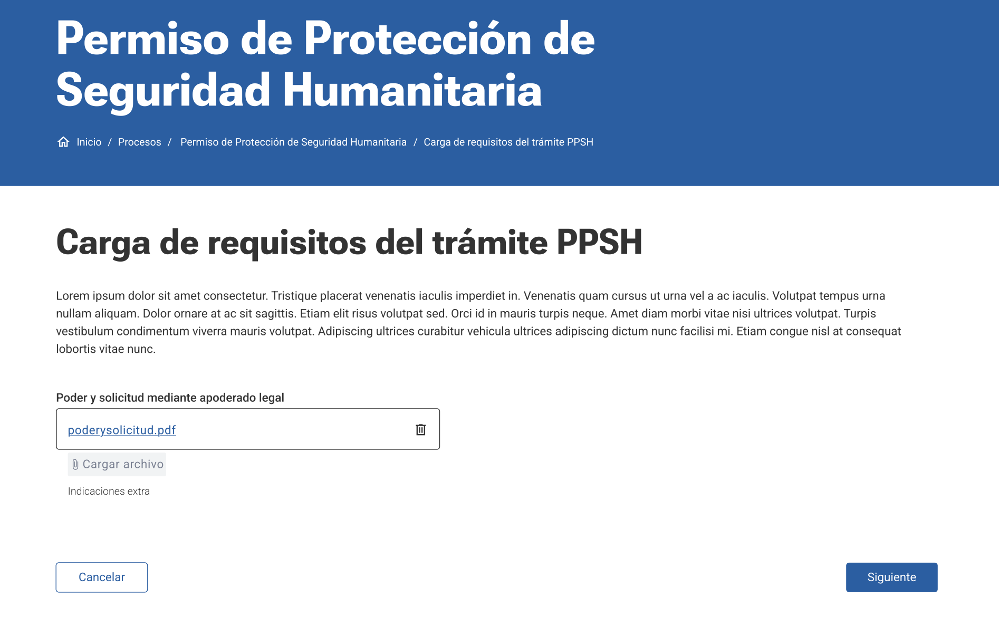 Permiso de Protección de
Seguridad Humanitaria
Inicio / Procesos / Permiso de Protección de Seguridad Humanitaria / Carga de requisitos del trámite PPSH
Carga de requisitos del trámite PPSH
Lorem ipsum dolor sit amet consectetur. Tristique placerat venenatis iaculis imperdiet in. Venenatis quam cursus ut urna vel a ac iaculis. Volutpat tempus urna
nullam aliquam. Dolor ornare at ac sit sagittis. Etiam elit risus volutpat sed. Orci id in mauris turpis neque. Amet diam morbi vitae nisi ultrices volutpat. Turpis
vestibulum condimentum viverra mauris volutpat. Adipiscing ultrices curabitur vehicula ultrices adipiscing dictum nunc facilisi mi. Etiam congue nisl at consequat
lobortis vitae nunc.
Poder y solicitud mediante apoderado legal
poderysolicitud.pdf
Cargar archivo
Indicaciones extra
Cancelar
Siguiente